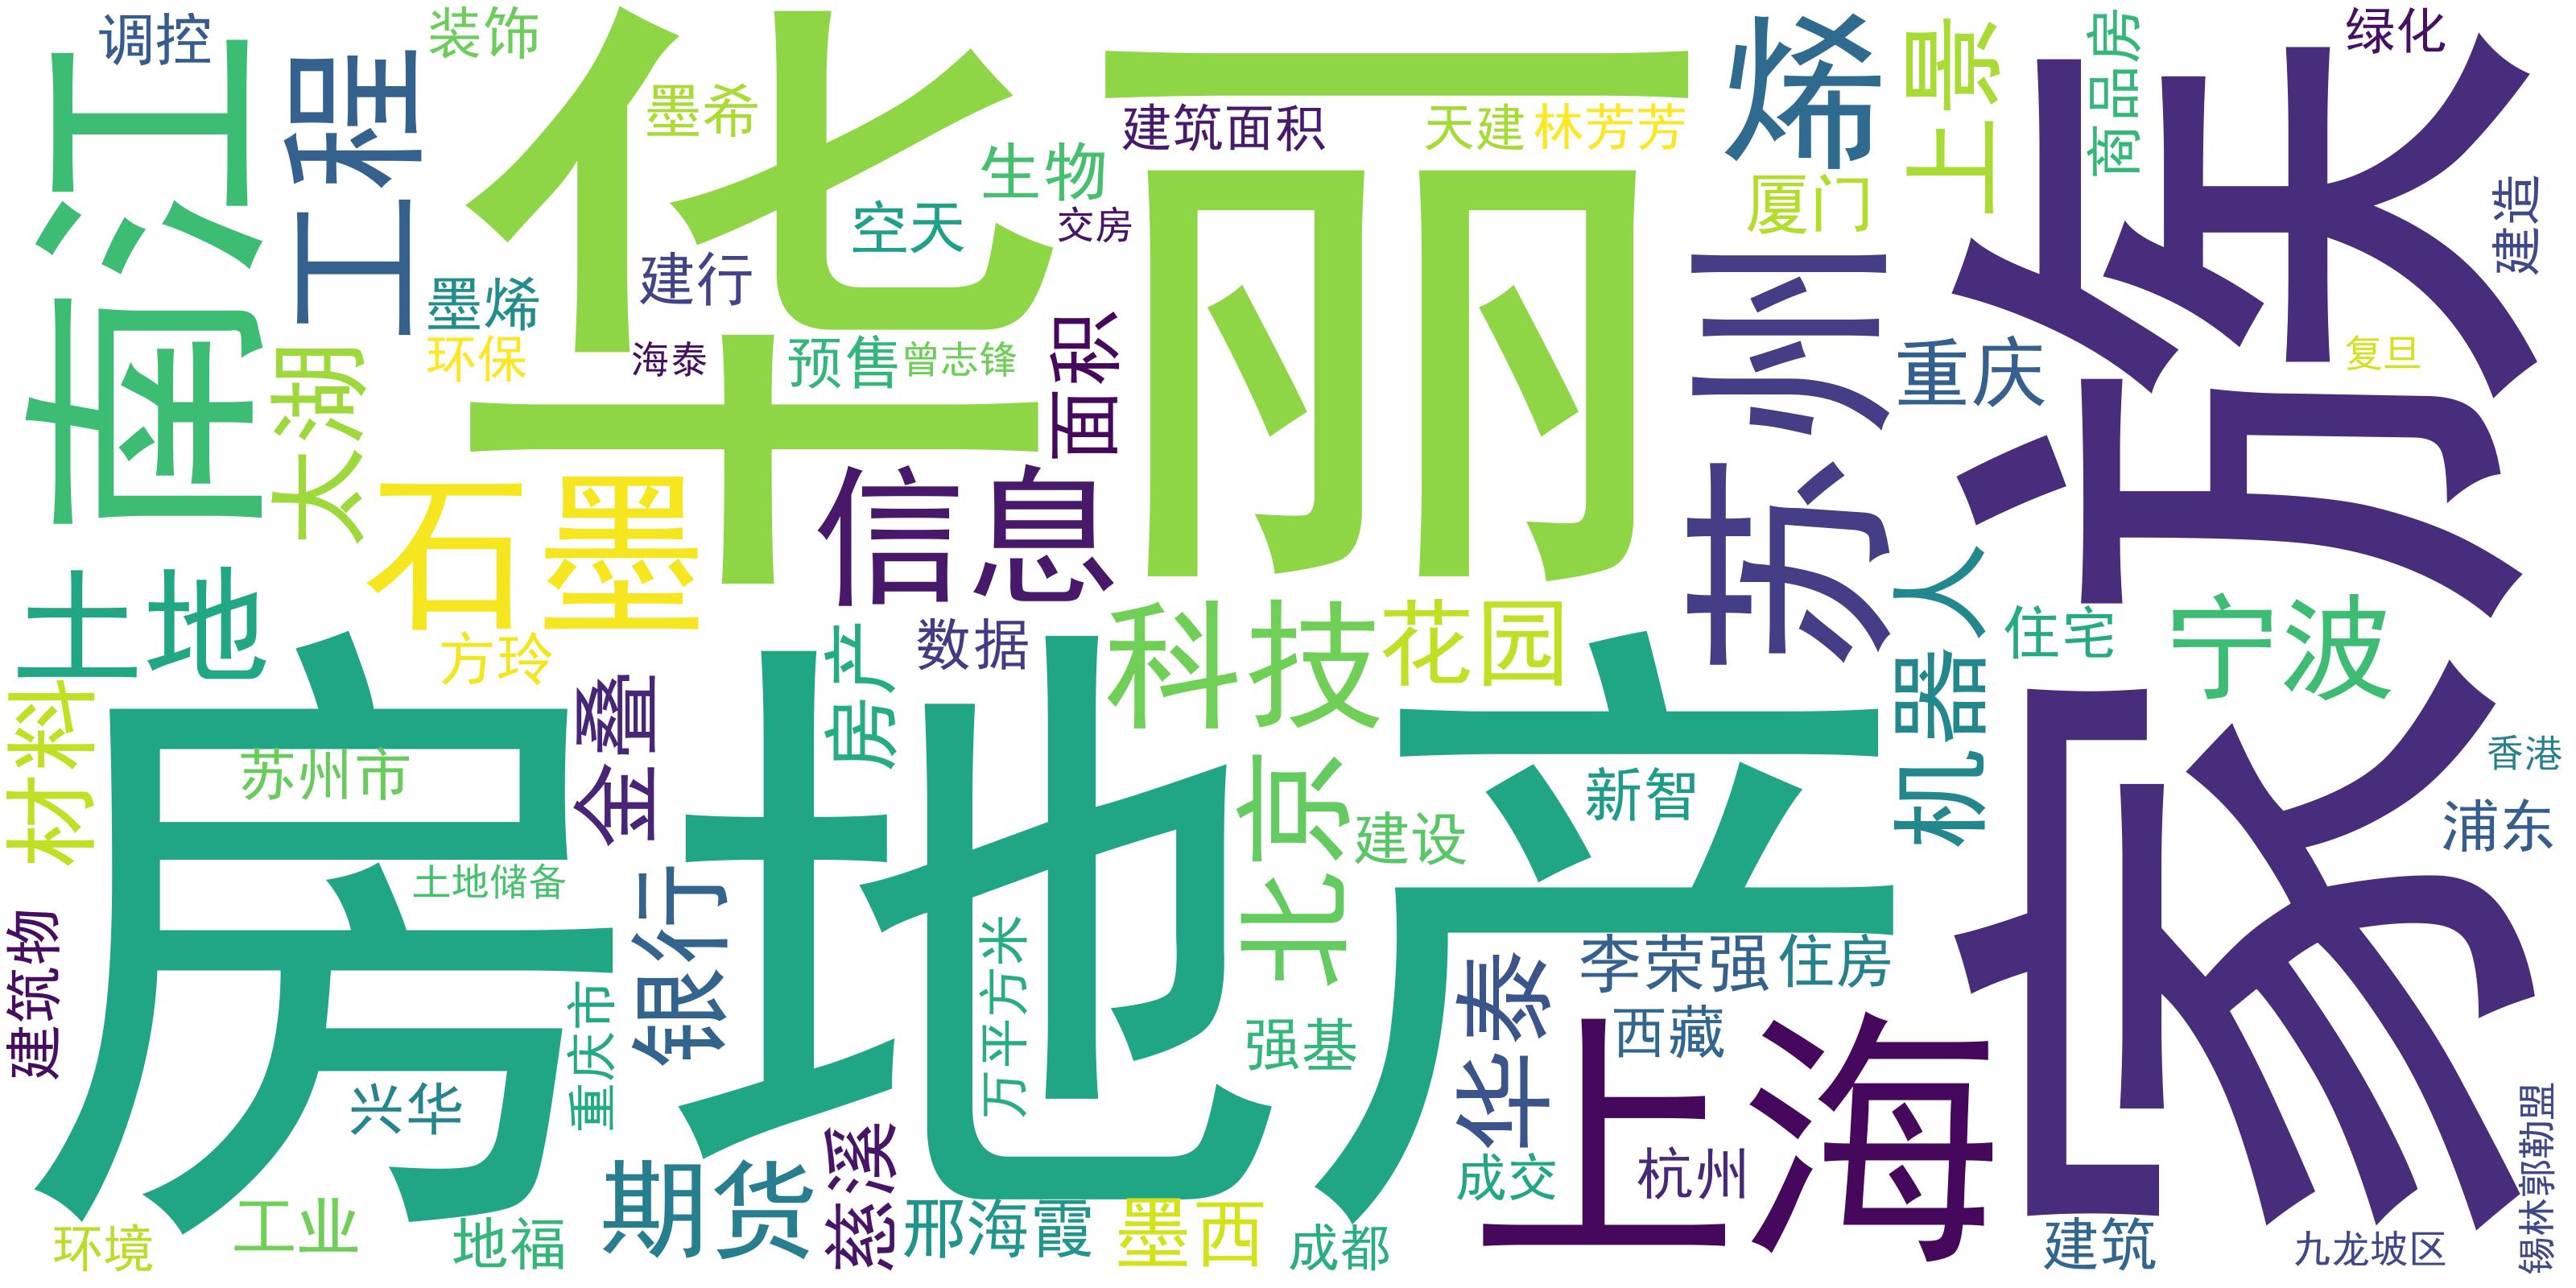 调控
装饰
华丽
烯
上景
商品房
绿化
家族
南江
工程
墨希
生物
建筑面积
天建
林芳芳
厦门
建造
空天
交房
建行
墨烯
环保
海泰
预售
曾志锋
面积
苏州
重庆
复旦
太湖
石墨
信息
土地
方玲
数据
科技
花园
机器人
住宅
宁波
材料
房地产
金叠
房产
苏州市
北京
建设
新智
香港
浦东
土地储备
建筑物
银行
万平方米
李荣强
住房
华泰
西藏
强基
上海
重庆市
兴华
慈溪
期货
邢海霞
墨西
成交
杭州
成都
环境
工业
地福
建筑
九龙坡区
锡林郭勒盟